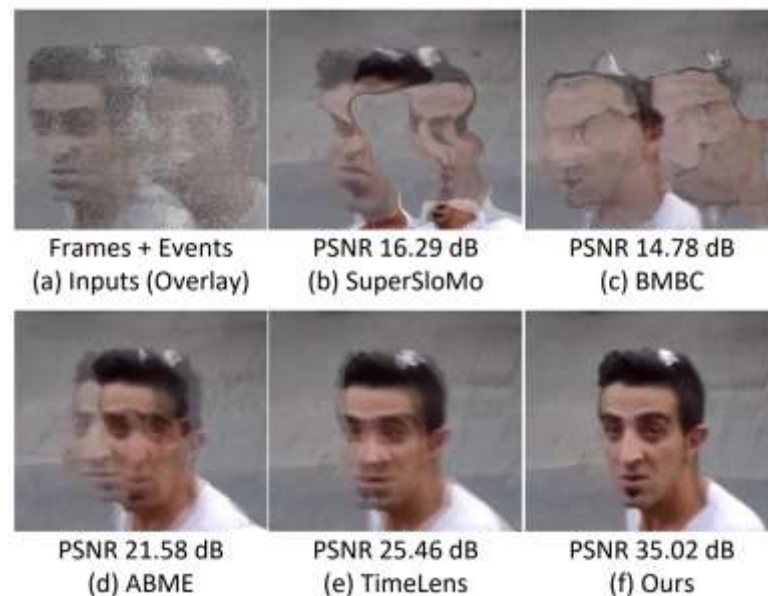 Frames + Events
(a) Inputs (Overlay)
PSNR 16.29 dB
(b) SuperSloMo
PSNR 14.78 dB
(c) BMBC
PSNR 21.58 dB
(d) ABME
PSNR 25.46 dB
(e) TimeLens
PSNR 35.02 dB
(f) Ours